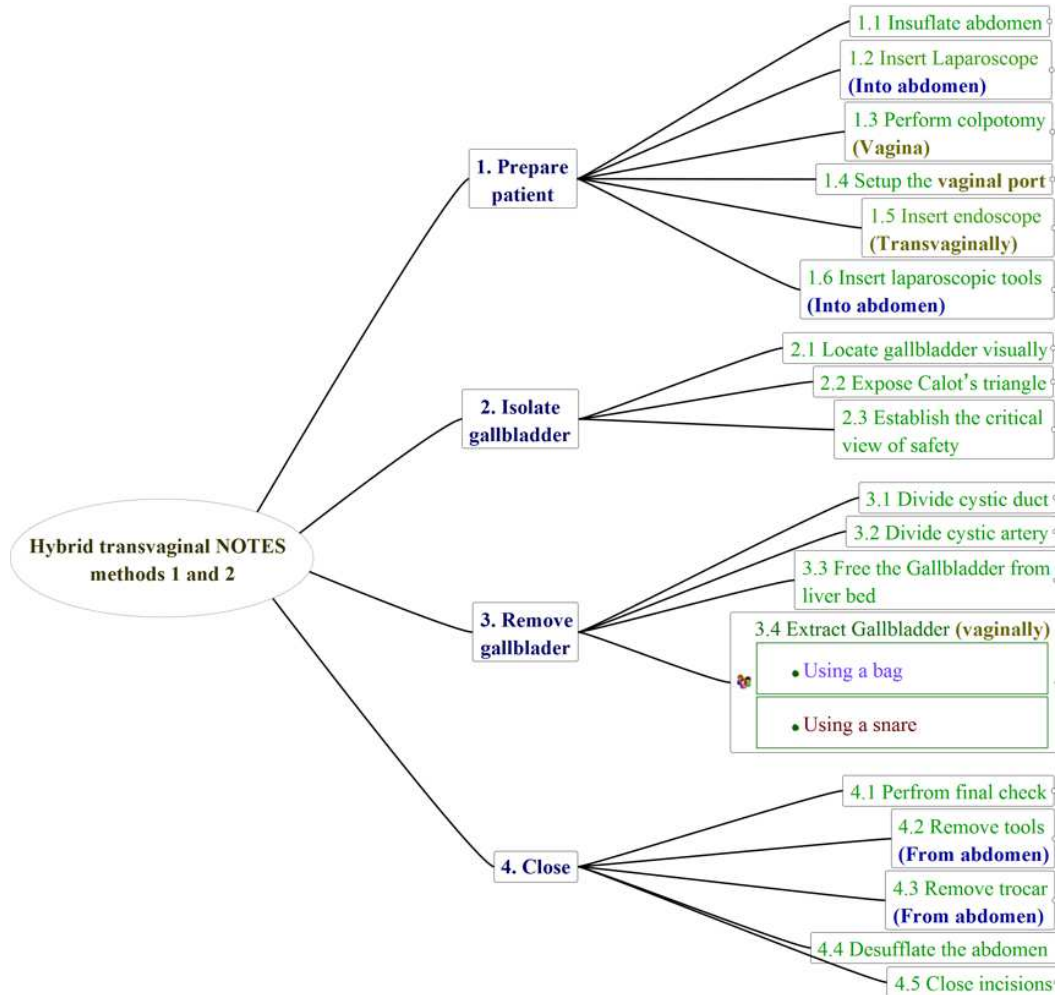 Hybrid transvaginal NOTES
methods 1 and 2
1. Prepare
patient
1.1 Insuflate abdomen
1.2 Insert Laparoscope
(Into abdomen)
1.3 Perform colpotomy
(Vagina)
1.4 Setup the vaginal port
1.5 Insert endoscope
(Transvaginally)
1.6 Insert laparoscopic tools
(Into abdomen)
2. Isolate
gallbladder
2.1 Locate gallbladder visually
2.2 Expose Calot's triangle
2.3 Establish the critical
view of safety
3. Remove
gallblader
3.1 Divide cystic duct
3.2 Divide cystic artery
3.3 Free the Gallbladder from
liver bed
3.4 Extract Gallbladder (vaginally)
• Using a bag
• Using a snare
4. Close
4.1 Perfrom final check
4.2 Remove tools
(From abdomen)
4.3 Remove trocar
(From abdomen)
4.4 Desufflate the abdomen
4.5 Close incisions